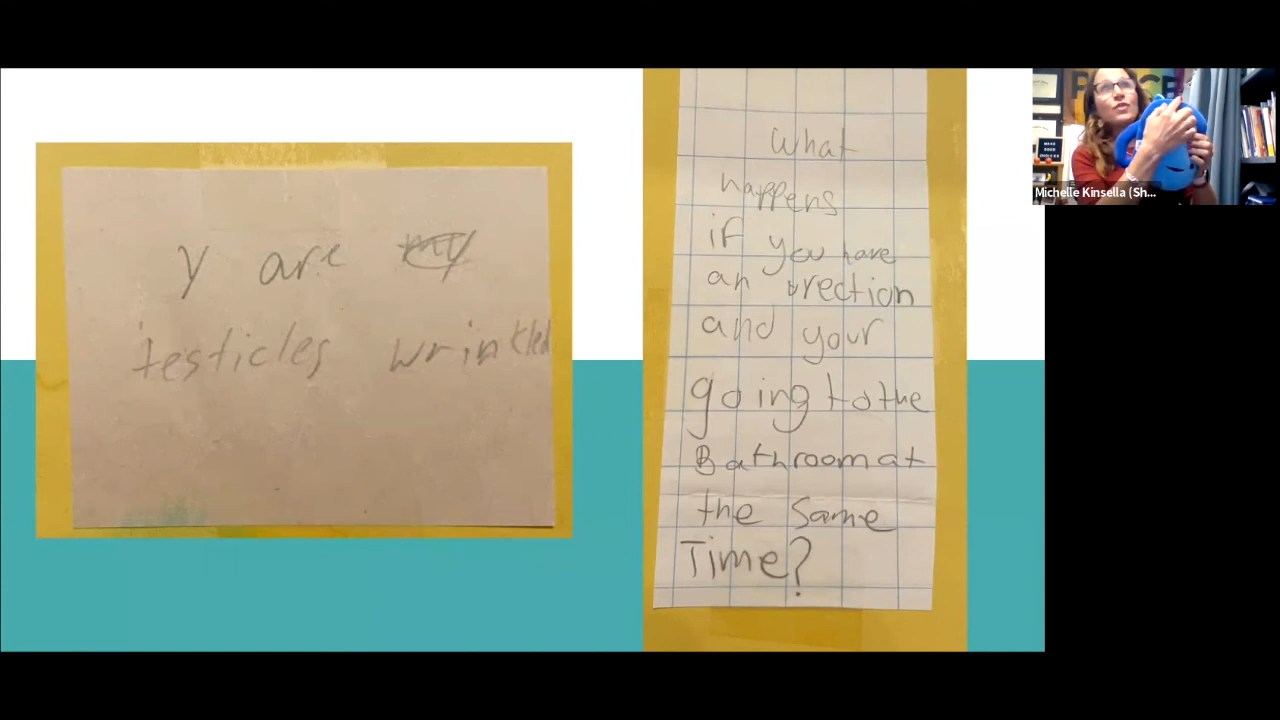 y are my
testicles wrinkled
What
happens
if you have
an erection
and your
going to the
Bathroom at
the same
Time?
Michelle Kinsella (Sh...